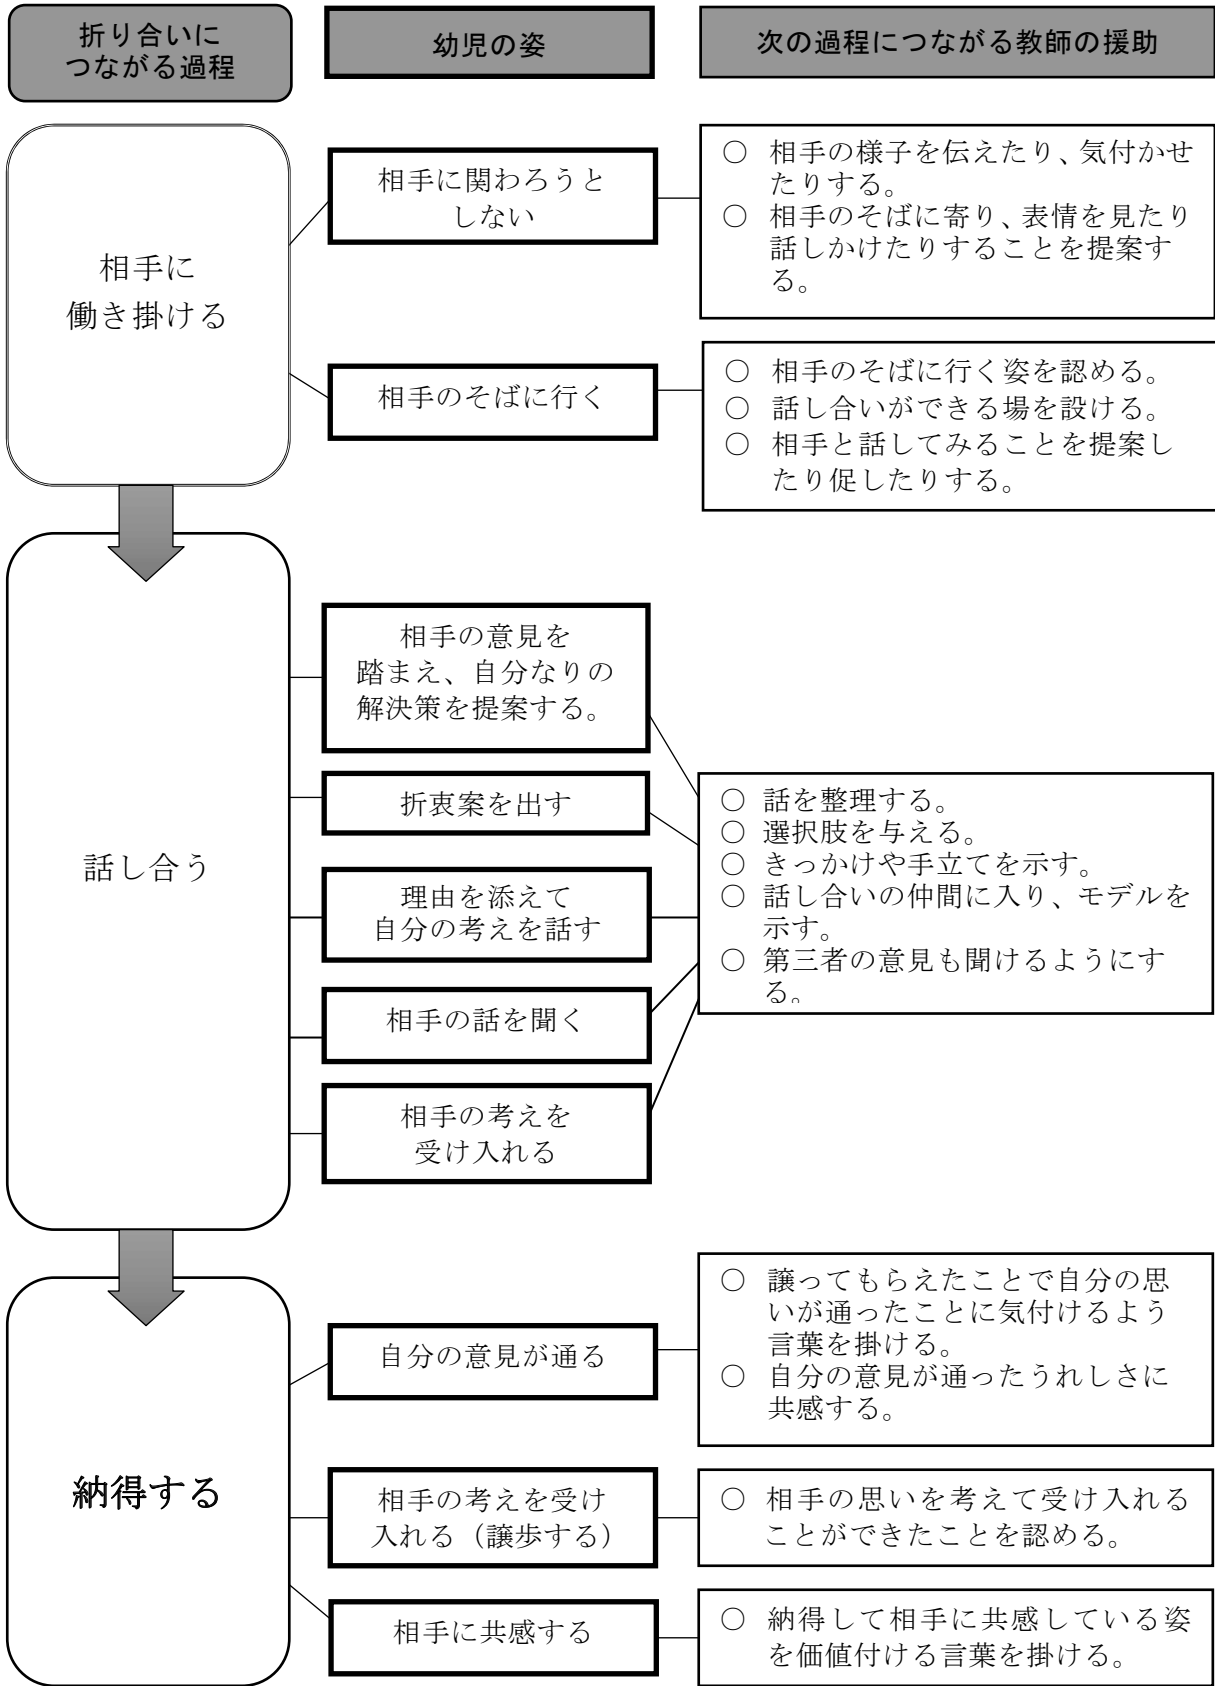 折り合いに
つながる過程
幼児の姿
次の過程につながる教師の援助
相手に
働き掛ける
相手に関わろうと
しない
○ 相手の様子を伝えたり、気付かせ
たりする。
○ 相手のそばに寄り、表情を見たり
話しかけたりすることを提案す
る。
相手のそばに行く
○ 相手のそばに行く姿を認める。
○ 話し合いができる場を設ける。
○ 相手と話してみることを提案し
たり促したりする。
話し合う
相手の意見を
踏まえ、自分なりの
解決策を提案する。
折衷案を出す
理由を添えて
自分の考えを話す
相手の話を聞く
相手の考えを
受け入れる
○ 話を整理する。
○ 選択肢を与える。
○ きっかけや手立てを示す。
○ 話し合いの仲間に入り、モデルを
示す。
○ 第三者の意見も聞けるようにす
る。
納得する
自分の意見が通る
○ 譲ってもらえたことで自分の思
いが通ったことに気付けるよう
言葉を掛ける。
○ 自分の意見が通ったうれしさに
共感する。
相手の考えを受け
入れる（譲歩する）
○ 相手の思いを考えて受け入れる
ことができたことを認める。
相手に共感する
○ 納得して相手に共感している姿
を価値付ける言葉を掛ける。